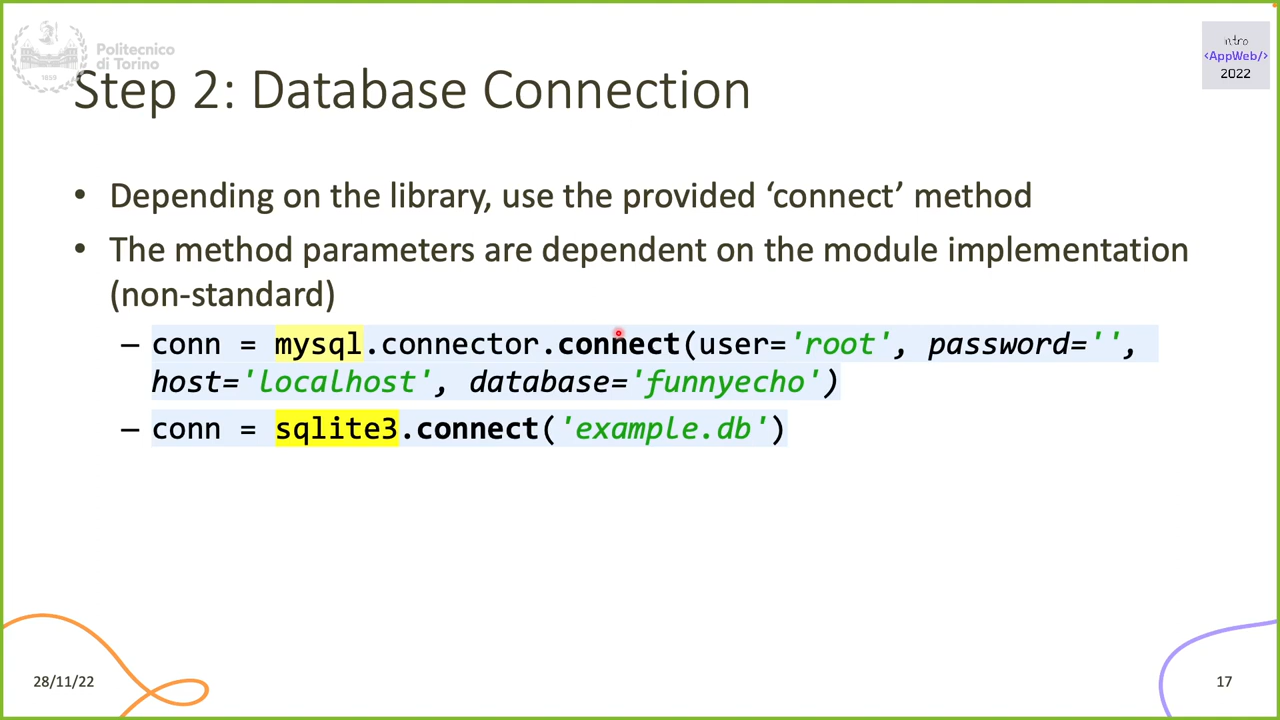 Politecnico
di Torino
1859
intro
<AppWeb/>
2022
Step 2: Database Connection
• Depending on the library, use the provided ‘connect’ method
• The method parameters are dependent on the module implementation
(non-standard)
– conn = mysql.connector.connect(user='root', password='',
host='localhost', database='funnyecho')
– conn = sqlite3.connect('example.db')
28/11/22
17